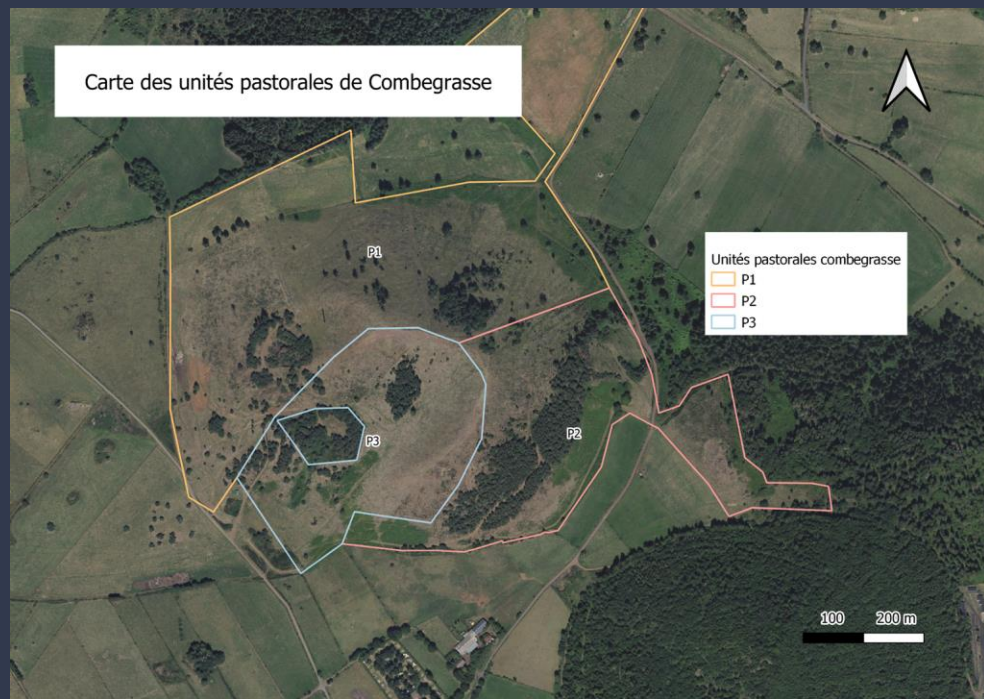 Carte des unités pastorales de Combegrasse
P1
Unités pastorales combegrasse
P1
P2
P3
P2
P3
100 200 m